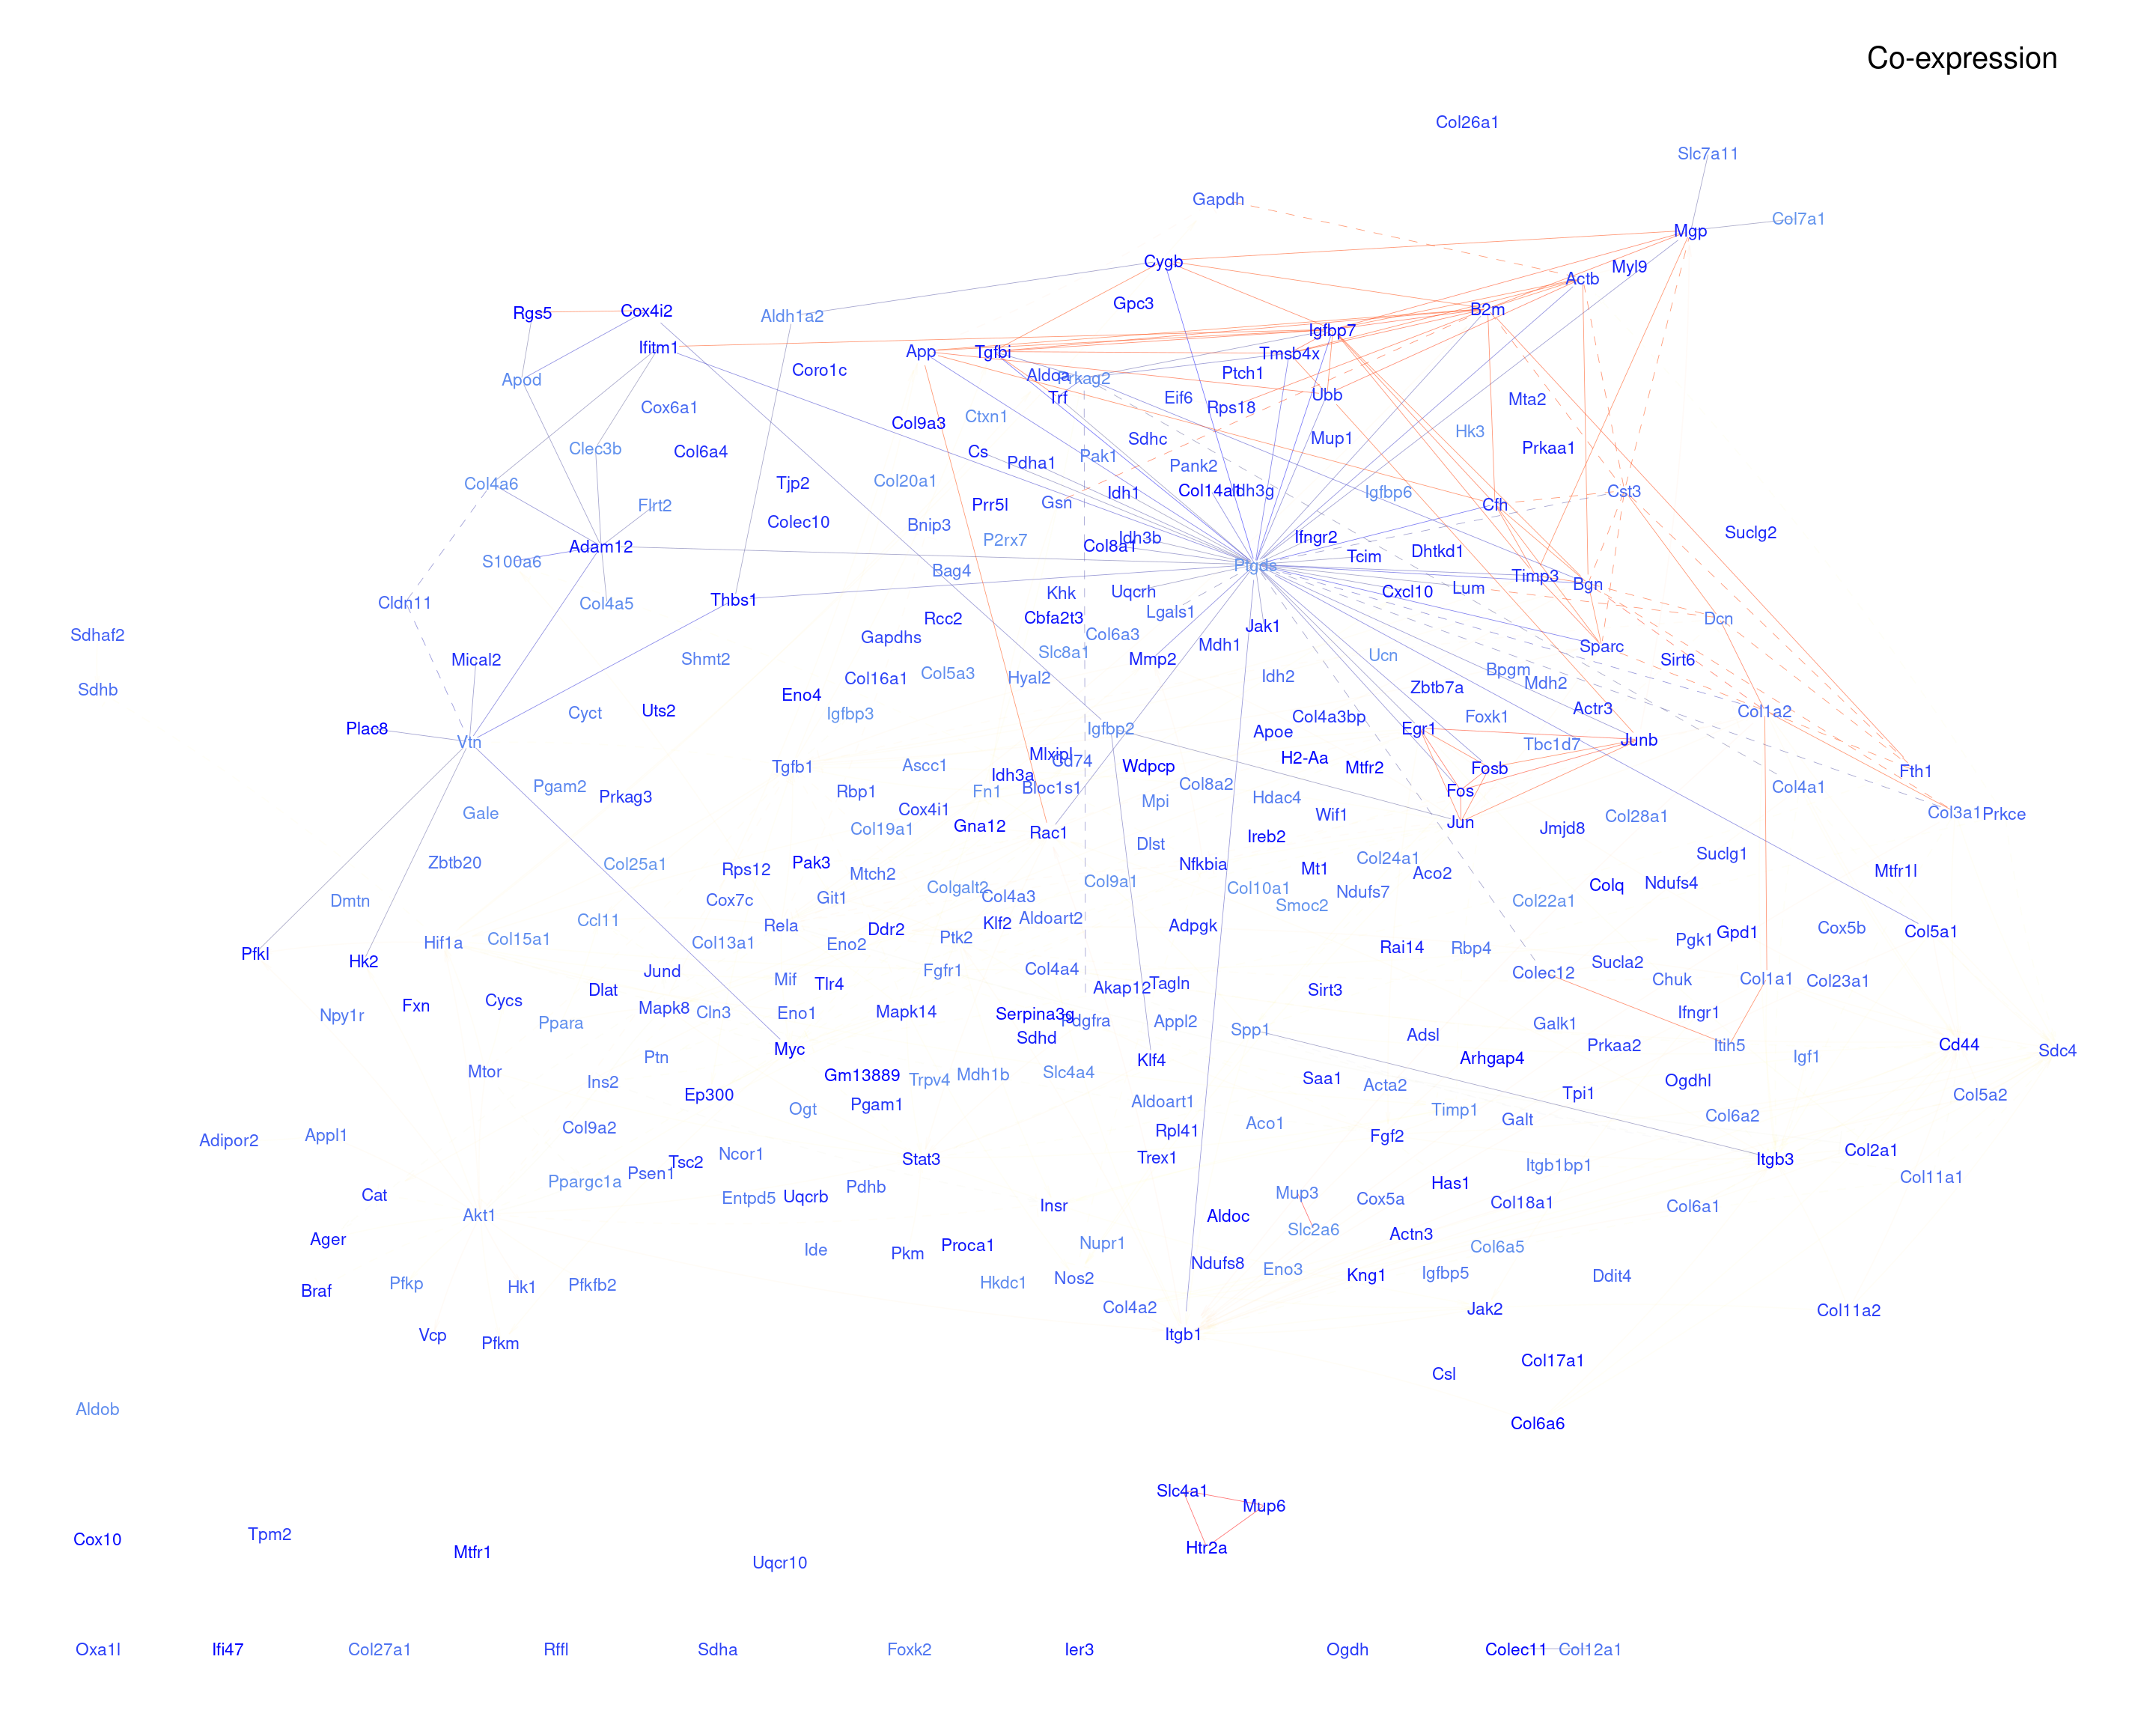 Co-expression
Col26a1
Slc7a11
Gapdh
Col7a1
Mgp
Cygb
Myl9
Actb
Gpc3
B2m
Rgs5
Cox4i2
Aldh1a2
Igfbp7
Ifitm1
App
Tgfbi
Tmsb4x
Coro1c
Aldoa
Prkag2
Ptch1
Apod
Trf
Eif6
Ubb
Mta2
Cox6a1
Rps18
Col9a3
Ctxn1
Hk3
Sdhc
Mup1
Clec3b
Col6a4
Cs
Pak1
Prkaa1
Pdha1
Pank2
Col4a6
Tjp2
Col20a1
Idh1
Col14a1
Idh3g
Igfbp6
Cst3
Flrt2
Prr5l
Gsn
Cfh
Colec10
Bnip3
Suclg2
P2rx7
Idh3b
Ifngr2
Adam12
Col8a1
Dhtkd1
S100a6
Tcim
Ptgds
Bag4
Timp3
Bgn
Cldn11
Col4a5
Thbs1
Khk
Uqcrh
Cxcl10
Lum
Lgals1
Rcc2
Cbfa2t3
Dcn
Jak1
Sdhaf2
Gapdhs
Col6a3
Mdh1
Sparc
Slc8a1
Ucn
Mical2
Shmt2
Mmp2
Sirt6
Bpgm
Col16a1
Col5a3
Hyal2
Idh2
Mdh2
Sdhb
Eno4
Zbtb7a
Cyct
Uts2
Igfbp3
Col4a3bp
Foxk1
Actr3
Col1a2
Plac8
Igfbp2
Apoe
Egr1
Vtn
Junb
Tbc1d7
Mlxipl
Cd74
H2-Aa
Tgfb1
Ascc1
Wdpcp
Mtfr2
Fosb
Fth1
Idh3a
Pgam2
Prkag3
Rbp1
Fn1
Bloc1s1
Col8a2
Fos
Col4a1
Mpi
Hdac4
Gale
Cox4i1
Wif1
Col28a1
Col3a1
Prkce
Col19a1
Gna12
Rac1
Jun
Jmjd8
Dlst
Ireb2
Zbtb20
Col25a1
Pak3
Nfkbia
Col24a1
Suclg1
Rps12
Mtch2
Mt1
Aco2
Mtfr1l
Col9a1
Colgalt2
Col10a1
Ndufs7
Colq
Ndufs4
Dmtn
Cox7c
Git1
Col4a3
Smoc2
Col22a1
Ccl11
Rela
Klf2
Aldoart2
Adpgk
Cox5b
Ddr2
Gpd1
Col5a1
Hif1a
Col15a1
Col13a1
Eno2
Ptk2
Rai14
Rbp4
Pgk1
Pfkl
Hk2
Jund
Fgfr1
Col4a4
Colec12
Sucla2
Mif
Tlr4
Akap12
Tagln
Chuk
Col1a1
Col23a1
Dlat
Sirt3
Fxn
Cycs
Mapk8
Cln3
Eno1
Mapk14
Serpina3g
Ifngr1
Npy1r
Ppara
Pdgfra
Appl2
Spp1
Galk1
Sdhd
Adsl
Myc
Prkaa2
Itih5
Cd44
Sdc4
Ptn
Klf4
Arhgap4
Igf1
Mtor
Gm13889
Trpv4
Mdh1b
Slc4a4
Saa1
Ogdhl
Ins2
Acta2
Ep300
Tpi1
Col5a2
Ogt
Pgam1
Aldoart1
Timp1
Col6a2
Col9a2
Aco1
Galt
Adipor2
Appl1
Rpl41
Fgf2
Col2a1
Ncor1
Stat3
Trex1
Itgb3
Tsc2
Psen1
Itgb1bp1
Col11a1
Ppargc1a
Pdhb
Has1
Cat
Entpd5
Uqcrb
Mup3
Cox5a
Col18a1
Insr
Col6a1
Akt1
Aldoc
Slc2a6
Actn3
Ager
Ide
Pkm
Proca1
Nupr1
Col6a5
Ndufs8
Eno3
Kng1
Igfbp5
Ddit4
Pfkp
Hk1
Pfkfb2
Hkdc1
Nos2
Braf
Col4a2
Jak2
Col11a2
Vcp
Pfkm
Itgb1
Col17a1
Csl
Aldob
Col6a6
Slc4a1
Mup6
Cox10
Tpm2
Htr2a
Mtfr1
Uqcr10
Oxa1l
Ifi47
Col27a1
Rffl
Sdha
Foxk2
Ier3
Ogdh
Colec11
Col12a1